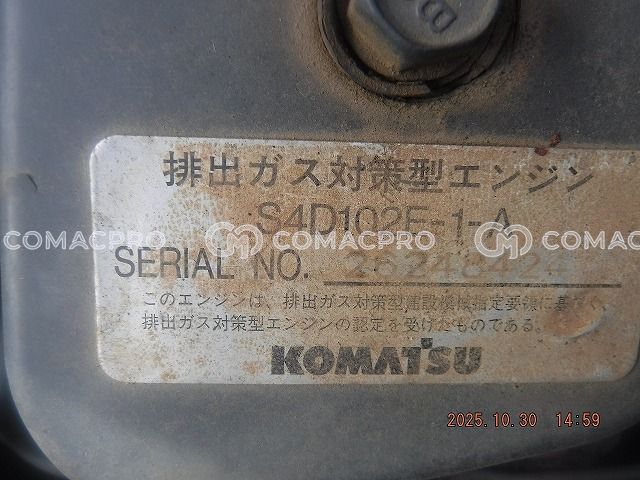 排出ガス対策型エンジン
S4D102E-1-A
COMACPRO COMACPRO COMACPRO
SERIAL NO. 26248424
このエンジンは、排出ガス対策型建設機械指定要領に基づく、
排出ガス対策型エンジンの認定を受けたものである。
KOMATSU
2025.10.30 14:59